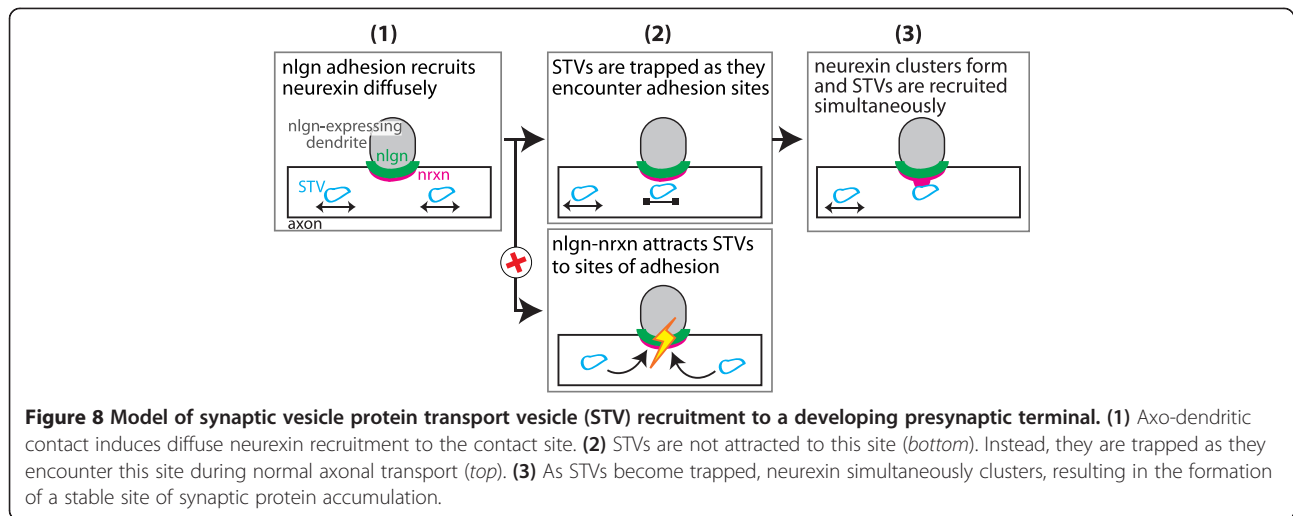 (1)
nlgn adhesion recruits
neurexin diffusely
nlgn-expressing
dendrite
nlgn
nrxn
STV
axon
(2)
STVs are trapped as they
encounter adhesion sites
nlgn-nrxn attracts STVs
to sites of adhesion
(3)
neurexin clusters form
and STVs are recruited
simultaneously
Figure 8 Model of synaptic vesicle protein transport vesicle (STV) recruitment to a developing presynaptic terminal. (1) Axo-dendritic
contact induces diffuse neurexin recruitment to the contact site. (2) STVs are not attracted to this site (bottom). Instead, they are trapped as they
encounter this site during normal axonal transport (top). (3) As STVs become trapped, neurexin simultaneously clusters, resulting in the formation
of a stable site of synaptic protein accumulation.